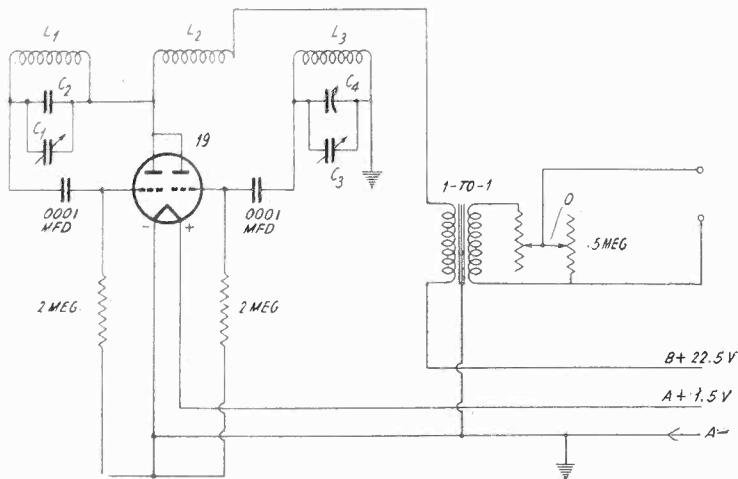 L1
L2
L3
C2
C1
C4
C3
19
0001
MFD
0001
MFD
- +
1-TO-1
O
.5 MEG
2 MEG.
2 MEG
B+ 22.5 V
A+ 1.5 V
A-